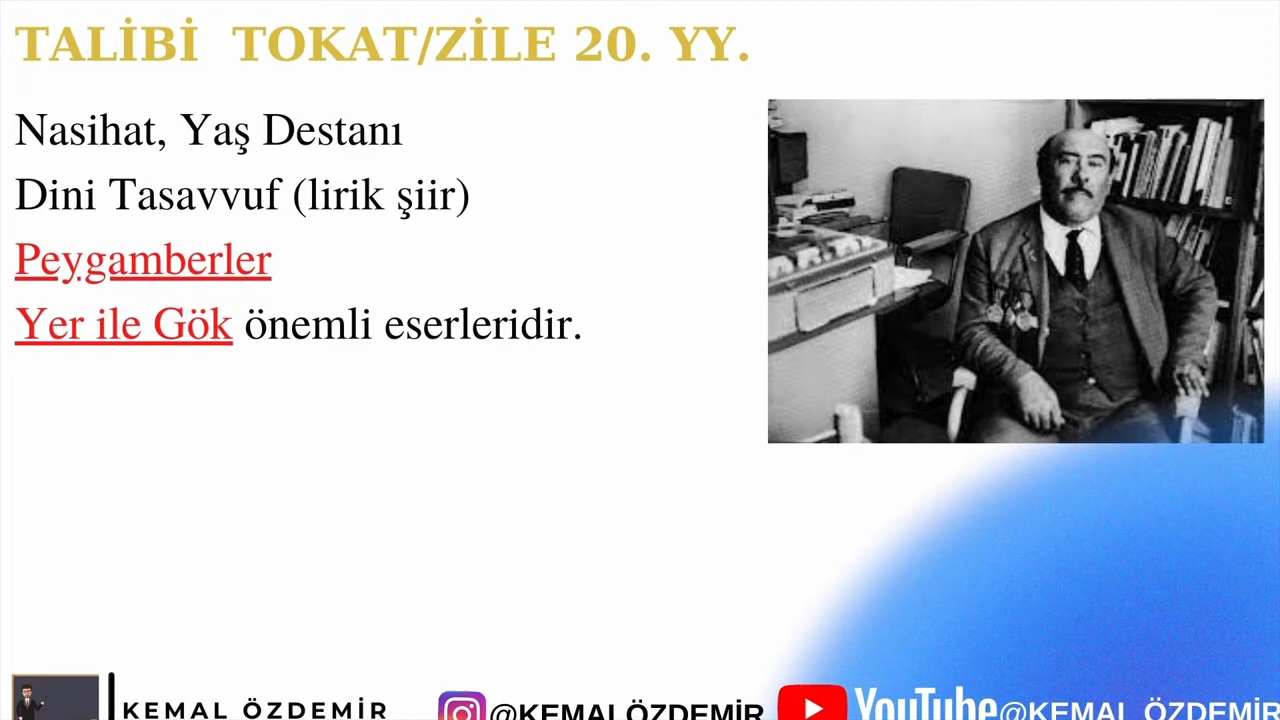 TALİBİ TOKAT/ZİLE 20. YY.
Nasihat, Yaş Destanı
Dini Tasavvuf (lirik şiir)
Peygamberler
Yer ile Gök önemli eserleridir.
KEMAL ÖZDEMİR
@KEMALÖZDEMİR
YouTube@KEMAL ÖZDEMİR